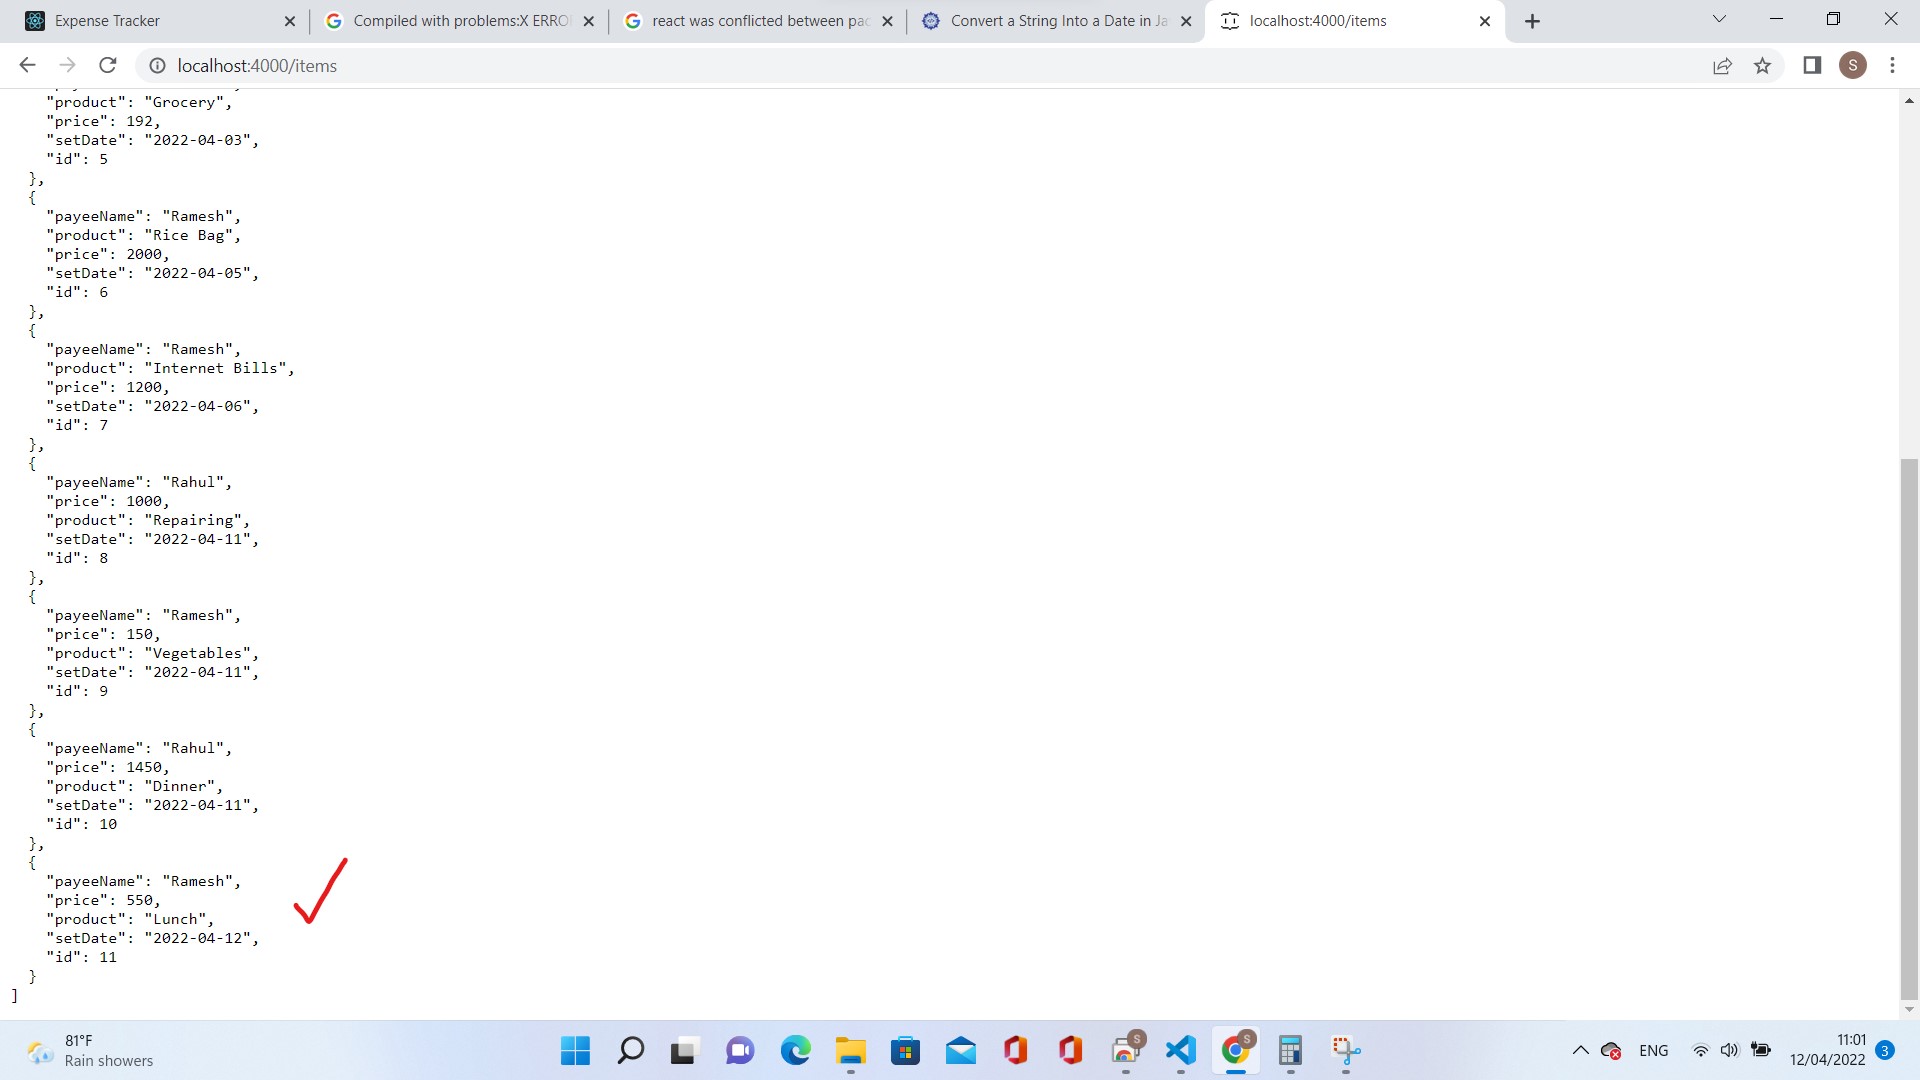 Expense Tracker
Compiled with problems:X ERRO
react was conflicted between pac
Convert a String Into a Date in Ja
localhost:4000/items
localhost:4000/items
S
"product": "Grocery",
"price": 192,
"setDate": "2022-04-03",
"id": 5
},
{
"payeeName": "Ramesh",
"product": "Rice Bag",
"price": 2000,
"setDate": "2022-04-05",
"id": 6
},
{
"payeeName": "Ramesh",
"product": "Internet Bills",
"price": 1200,
"setDate": "2022-04-06",
"id": 7
},
{
"payeeName": "Rahul",
"price": 1000,
"product": "Repairing",
"setDate": "2022-04-11",
"id": 8
},
{
"payeeName": "Ramesh",
"price": 150,
"product": "Vegetables",
"setDate": "2022-04-11",
"id": 9
},
{
"payeeName": "Rahul",
"price": 1450,
"product": "Dinner",
"setDate": "2022-04-11",
"id": 10
},
{
"payeeName": "Ramesh",
"price": 550,
"product": "Lunch",
"setDate": "2022-04-12",
"id": 11
}
]
81°F
Rain showers
S
S
ENG
11:01
12/04/2022
3